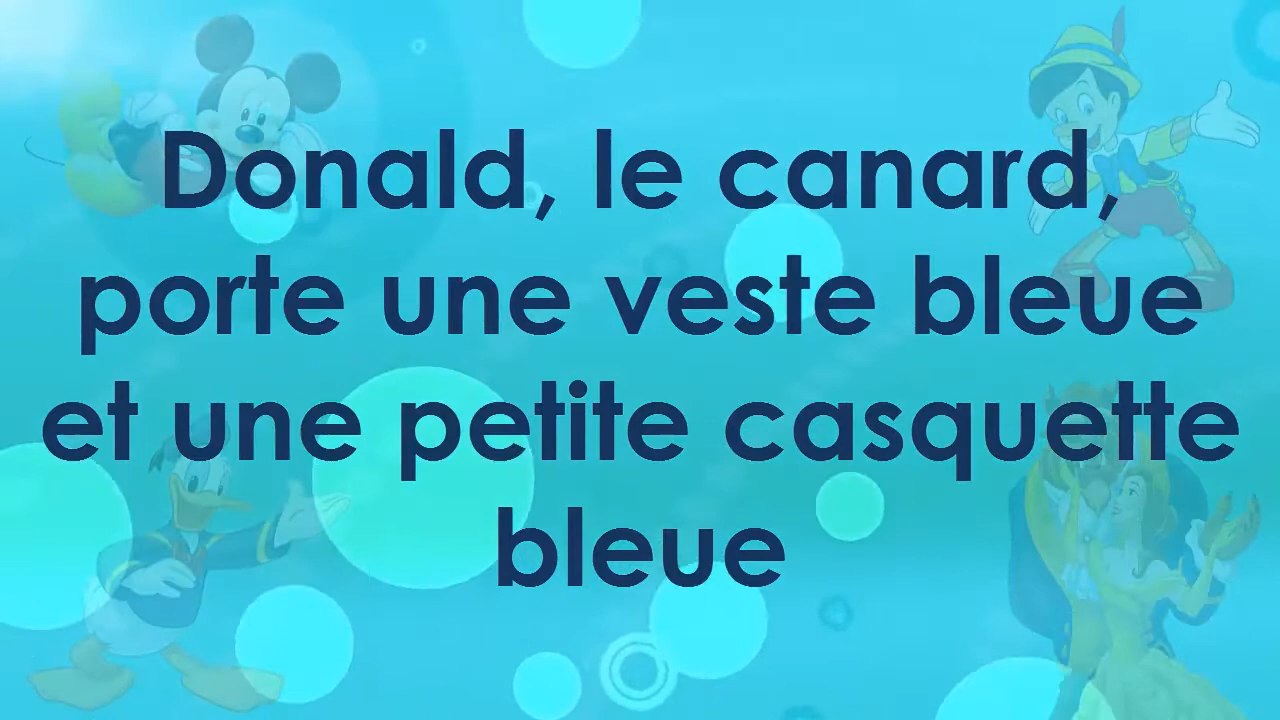 Donald, le canard,
porte une veste bleue
et une petite casquette
bleue